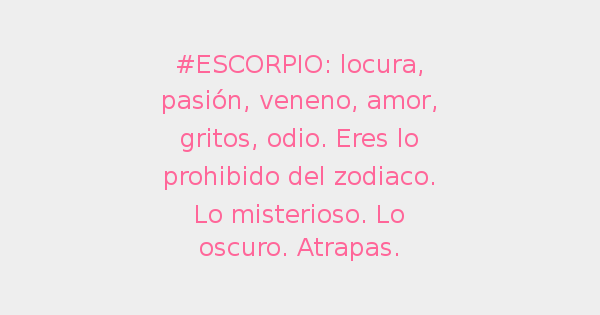 #ESCORPIO: locura,
pasión, veneno, amor,
gritos, odio. Eres lo
prohibido del zodiaco.
Lo misterioso. Lo
oscuro. Atrapas.